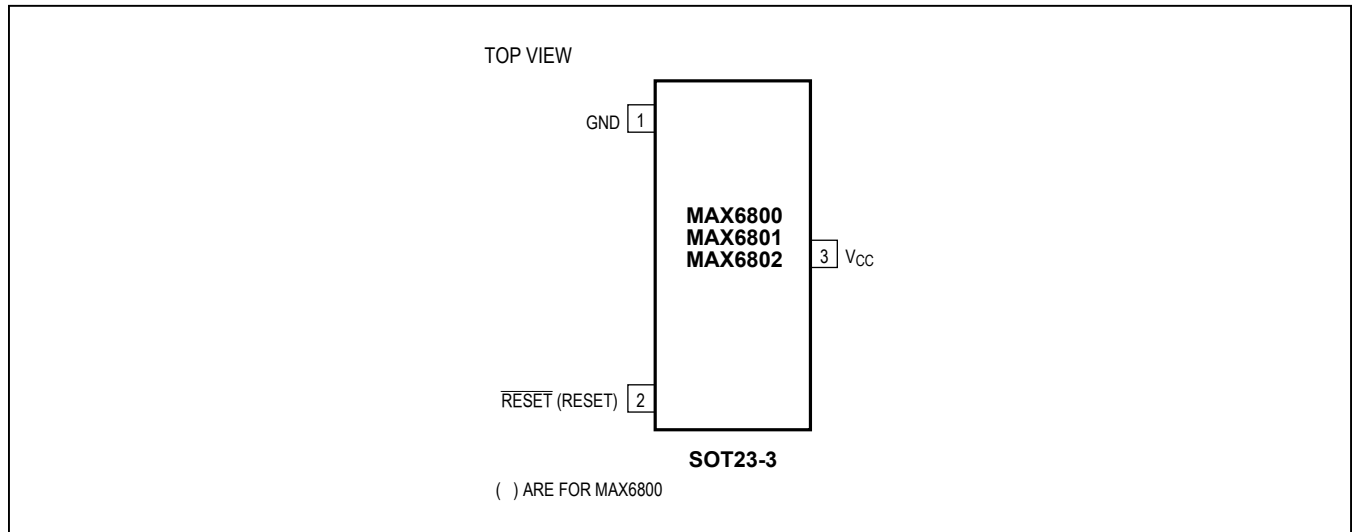 TOP VIEW
GND 1
MAX6800
MAX6801
MAX6802
3 VCC
RESET (RESET) 2
SOT23-3
( ) ARE FOR MAX6800